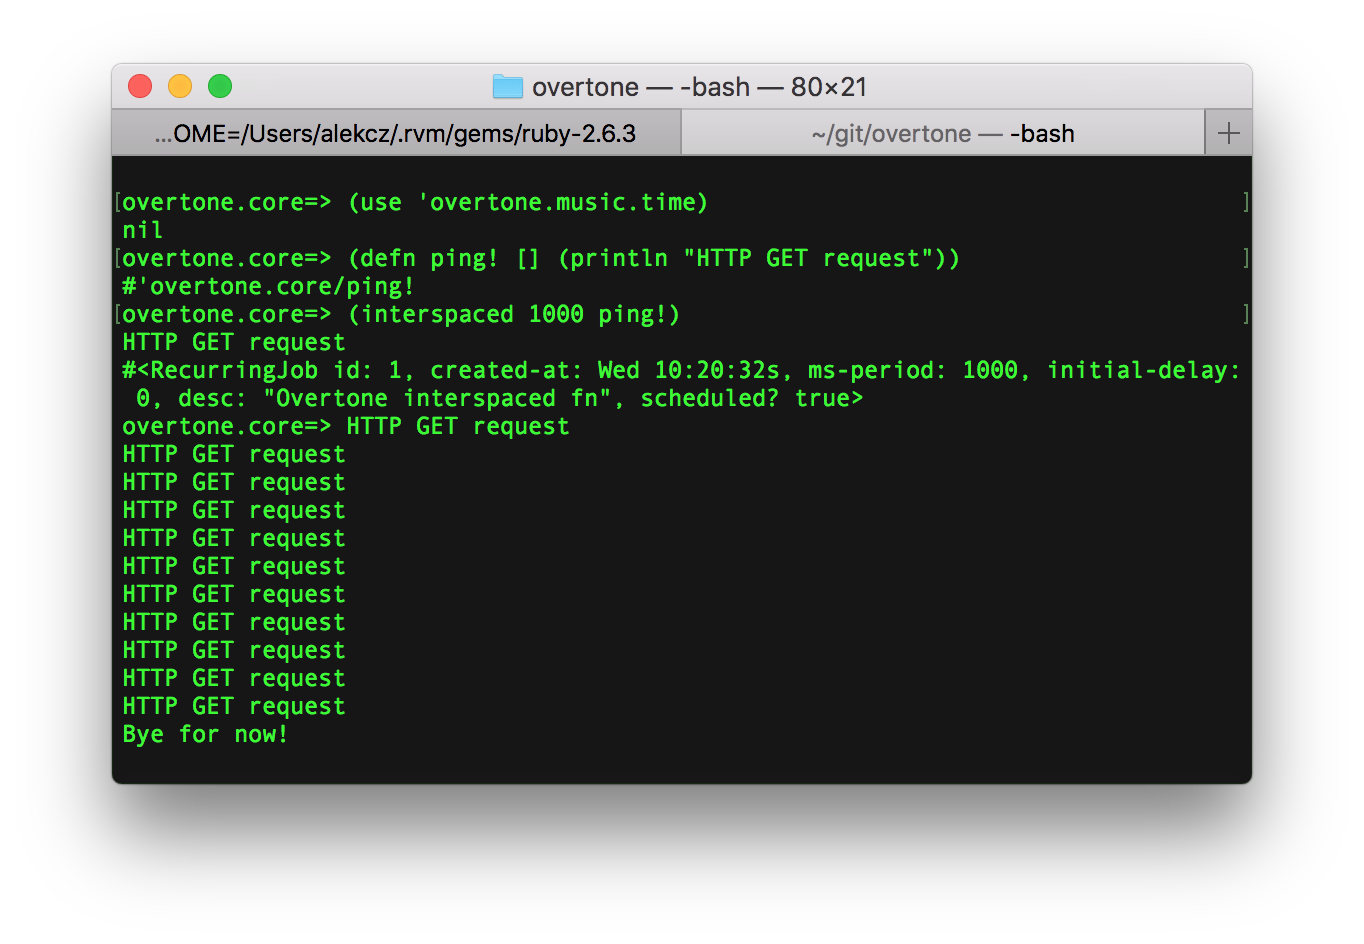 overtone — -bash — 80×21
...OME=/Users/alekcz/.rvm/gems/ruby-2.6.3
~/git/overtone — -bash
+
[overtone.core=> (use 'overtone.music.time) ]
nil
[overtone.core=> (defn ping! [] (println "HTTP GET request")) ]
#'overtone.core/ping!
[overtone.core=> (interspaced 1000 ping!) ]
HTTP GET request
#<RecurringJob id: 1, created-at: Wed 10:20:32s, ms-period: 1000, initial-delay:
 0, desc: "Overtone interspaced fn", scheduled? true>
overtone.core=> HTTP GET request
HTTP GET request
HTTP GET request
HTTP GET request
HTTP GET request
HTTP GET request
HTTP GET request
HTTP GET request
HTTP GET request
HTTP GET request
HTTP GET request
Bye for now!